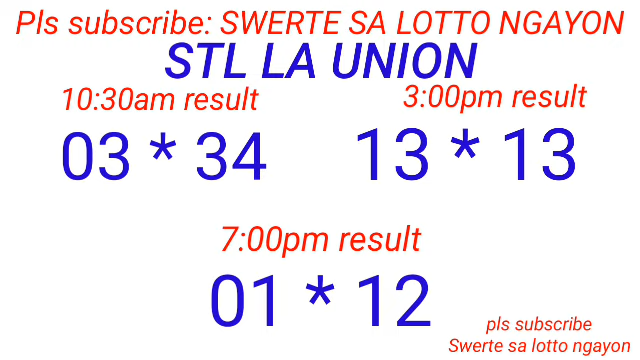 Pls subscribe: SWERTE SA LOTTO NGAYON
STL LA UNION
10:30am result
03 * 34
3:00pm result
13 * 13
7:00pm result
01 * 12
pls subscribe
Swerte sa lotto ngayon